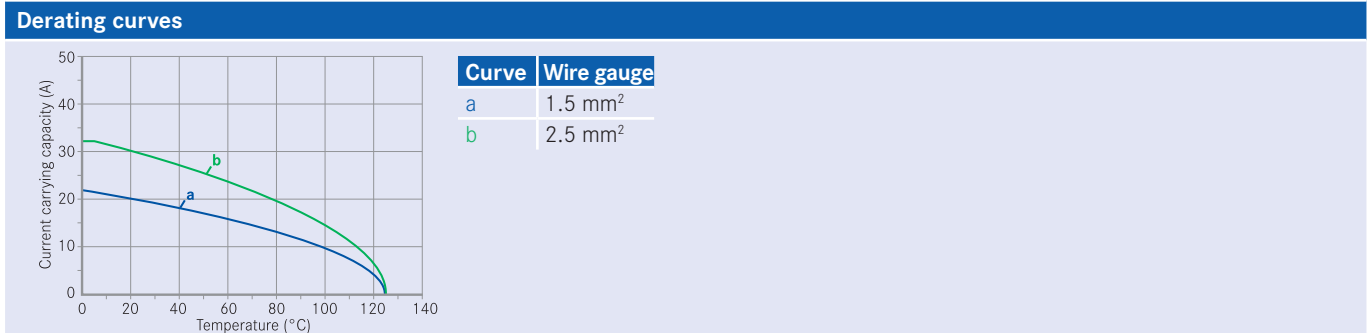 Derating curves
Current carrying capacity (A)
50
40
30
20
10
0
b
a
0 20 40 60 80 100 120 140
Temperature (°C)
Curve Wire gauge
a 1.5 mm²
b 2.5 mm²